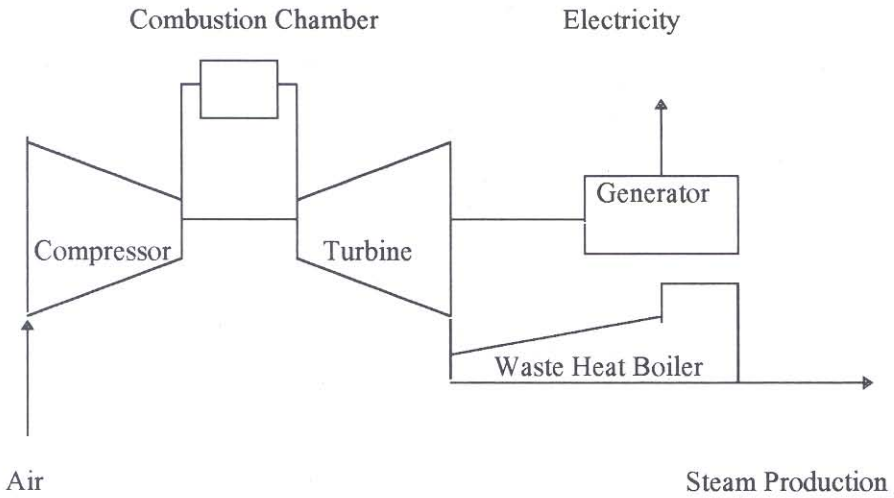 Combustion Chamber
Electricity
Generator
Compressor
Turbine
Waste Heat Boiler
Air
Steam Production